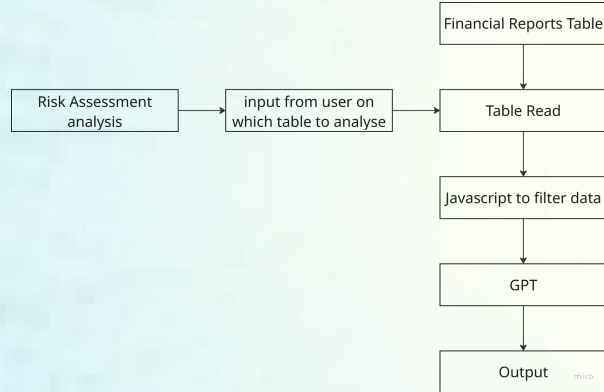 Financial Reports Table
Risk Assessment
analysis
input from user on
which table to analyse
Table Read
Javascript to filter data
GPT
Output
miro